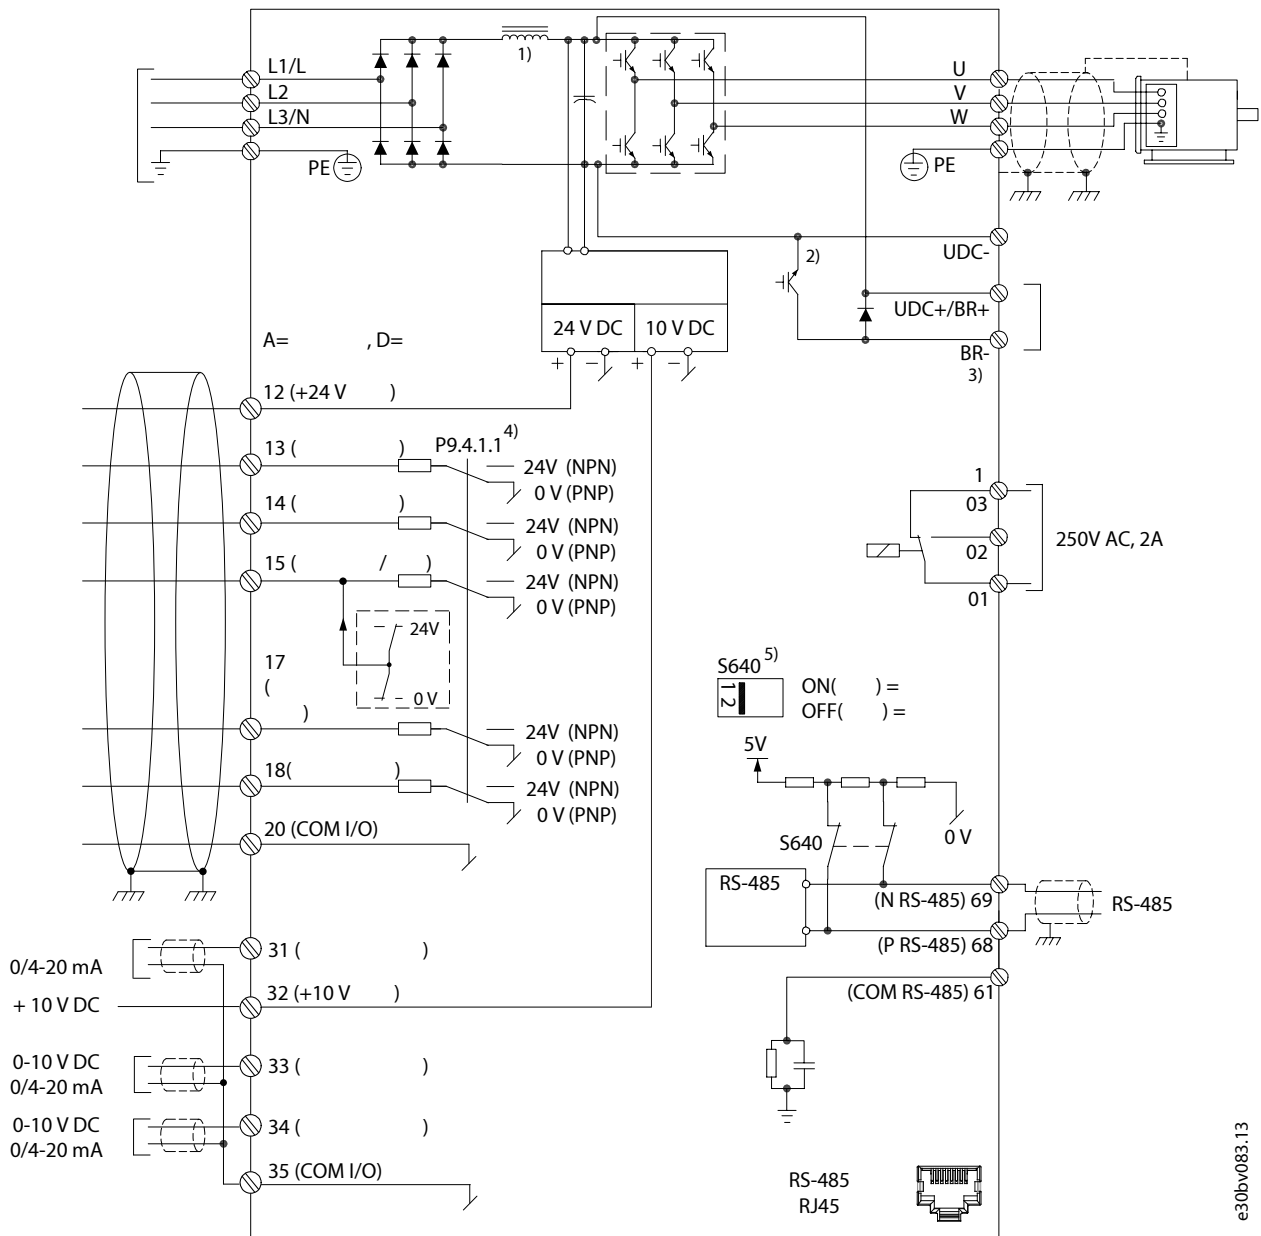 L1/L
L2
L3/N
PE
1)
U
V
W
PE
UDC-
2)
UDC+/BR+
BR-
3)
24 V DC
10 V DC
+
−
+
−
A= , D=
12 (+24 V )
13 ( )
P9.4.1.1 4)
24V (NPN)
0 V (PNP)
14 ( )
24V (NPN)
0 V (PNP)
15 ( / )
24V (NPN)
0 V (PNP)
24V
0 V
17
(
)
24V (NPN)
0 V (PNP)
18( )
24V (NPN)
0 V (PNP)
20 (COM I/O)
1
03
02
01
250V AC, 2A
S640 5)
1 2
ON( ) =
OFF( ) =
5V
0 V
S640
RS-485
(N RS-485) 69
(P RS-485) 68
RS-485
(COM RS-485) 61
0/4-20 mA
31 ( )
+ 10 V DC
32 (+10 V )
0-10 V DC
0/4-20 mA
33 ( )
0-10 V DC
0/4-20 mA
34 ( )
35 (COM I/O)
RS-485
RJ45
e30bv083.13